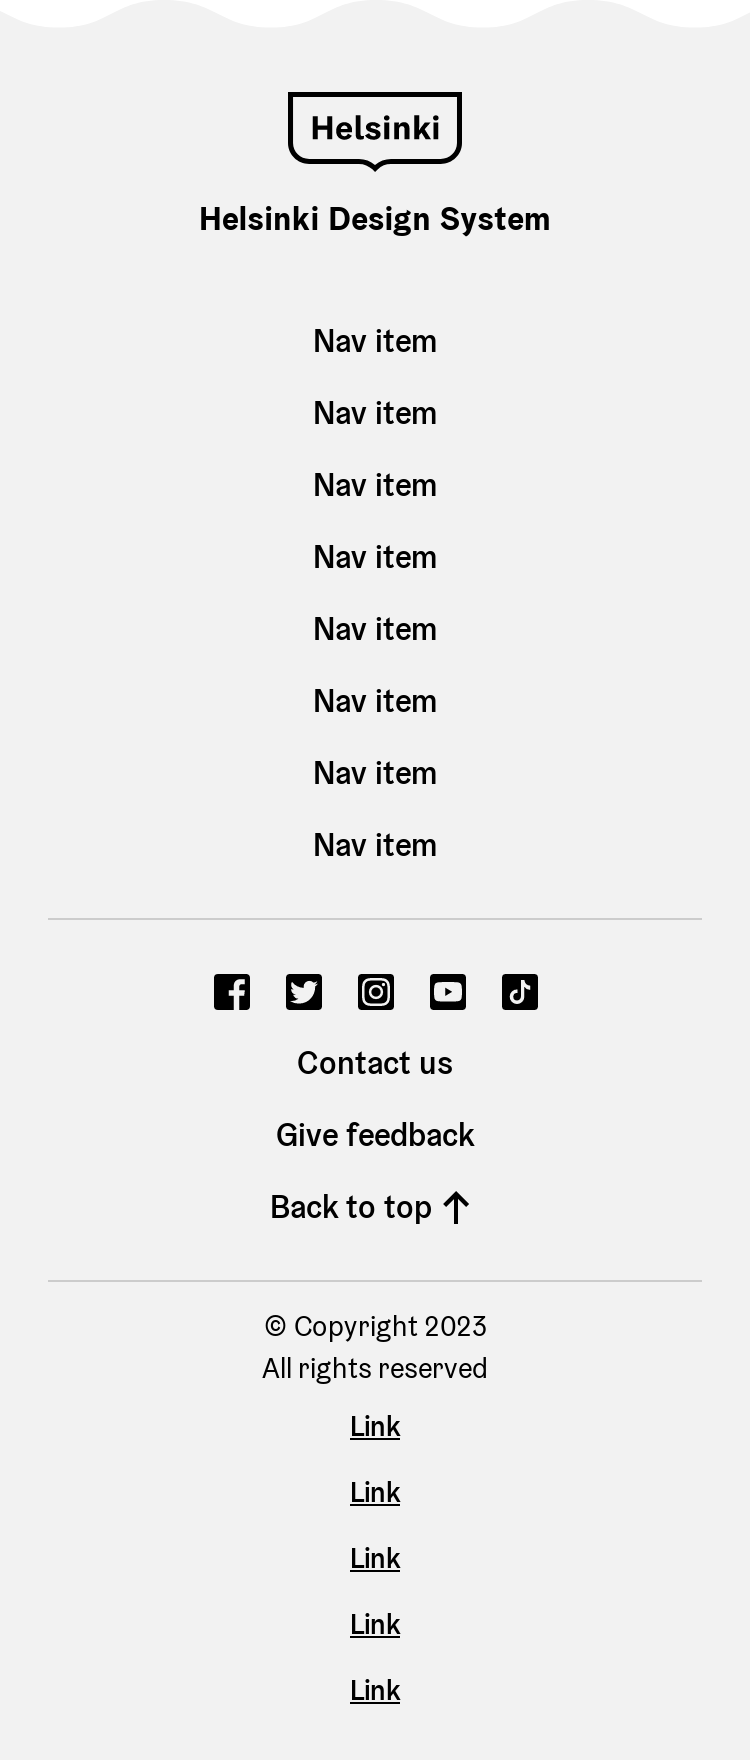 Helsinki
Helsinki Design System
Nav item
Nav item
Nav item
Nav item
Nav item
Nav item
Nav item
Nav item
Contact us
Give feedback
Back to top
© Copyright 2023
All rights reserved
Link
Link
Link
Link
Link